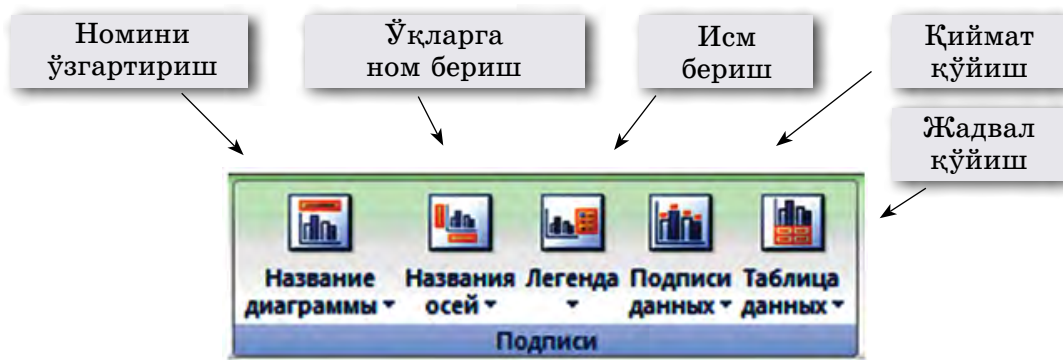 Номини
ўзгартириш
Ўқларга
ном бериш
Исм
бериш
Қиймат
қўйиш
Жадвал
қўйиш
Название
диаграммы
Названия
осей
Легенда
Подписи
данных
Таблица
данных
Подписи